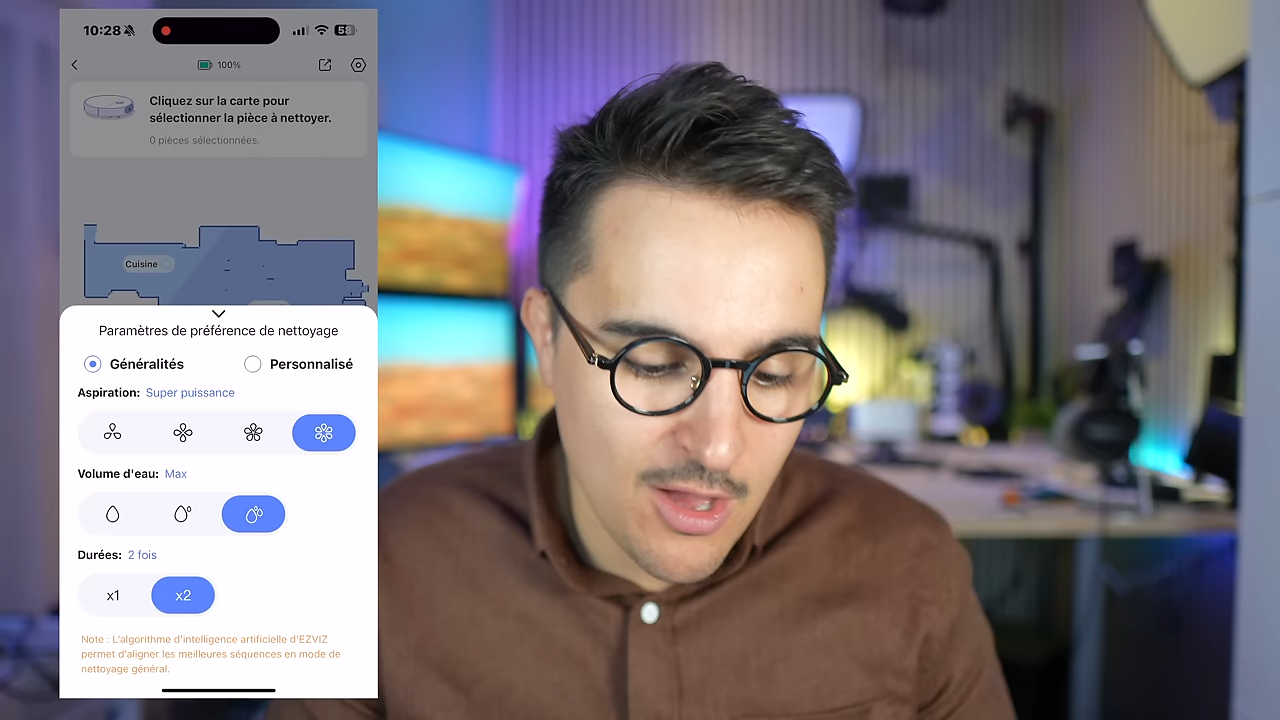 10:28
58
100%
Cliquez sur la carte pour
sélectionner la pièce à nettoyer.
0 pièces sélectionnées.
Cuisine
Paramètres de préférence de nettoyage
Généralités
Personnalisé
Aspiration: Super puissance
Volume d'eau: Max
Durées: 2 fois
x1
x2
Note : L'algorithme d'intelligence artificielle d'EZVIZ
permet d'aligner les meilleures séquences en mode de
nettoyage général.